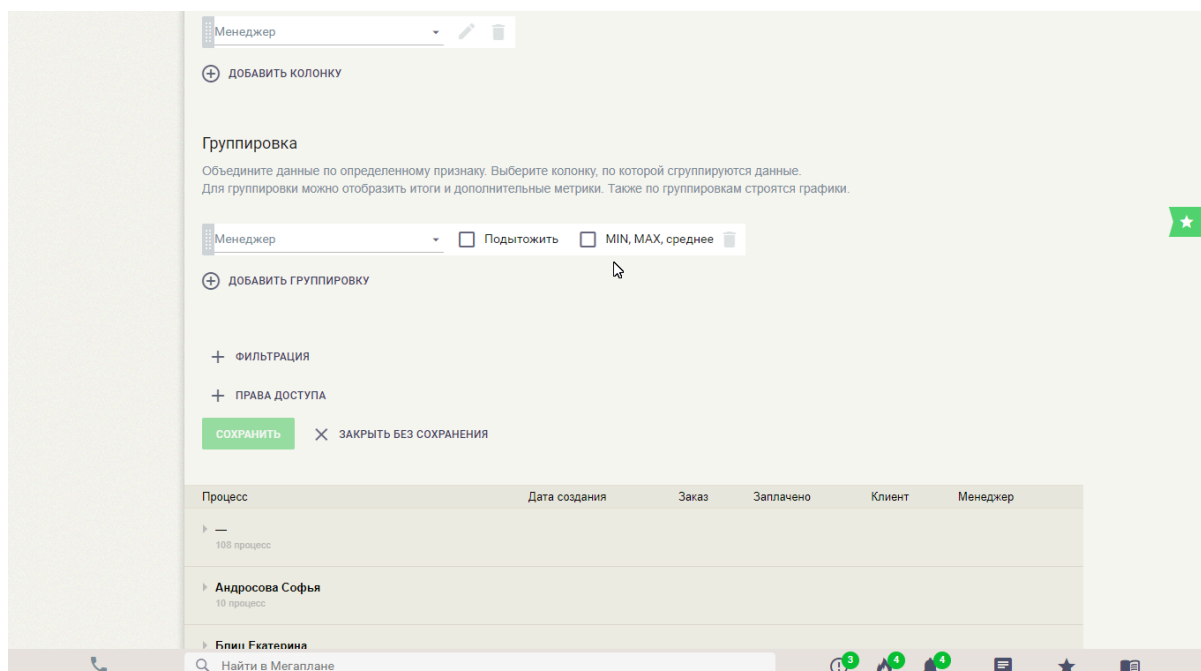 Менеджер
ДОБАВИТЬ КОЛОНКУ
Группировка
Объедините данные по определенному признаку. Выберите колонку, по которой сгруппируются данные.
Для группировки можно отобразить итоги и дополнительные метрики. Также по группировкам строятся графики.
Менеджер Подытожить MIN, MAX, среднее
ДОБАВИТЬ ГРУППИРОВКУ
ФИЛЬТРАЦИЯ
ПРАВА ДОСТУПА
СОХРАНИТЬ ЗАКРЫТЬ БЕЗ СОХРАНЕНИЯ
Процесс Дата создания Заказ Заплачено Клиент Менеджер
—
108 процесс
Андросова Софья
10 процесс
Блиц Екатерина
Найти в Мегаплане 3 4 4